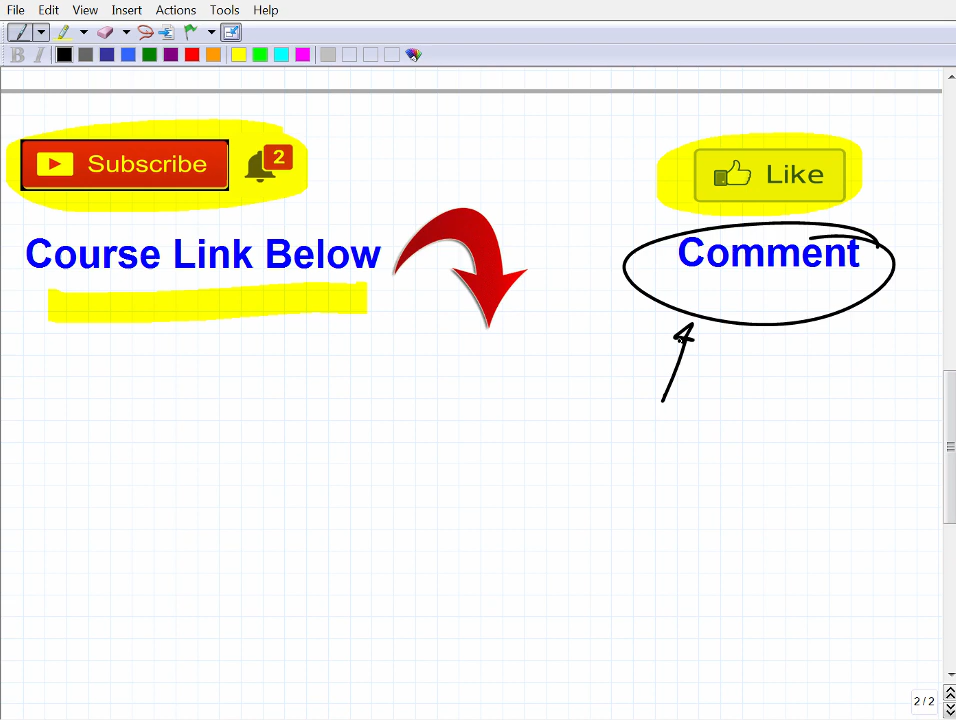 File Edit View Insert Actions Tools Help
B I
Subscribe 2
Like
Course Link Below
Comment
2 / 2